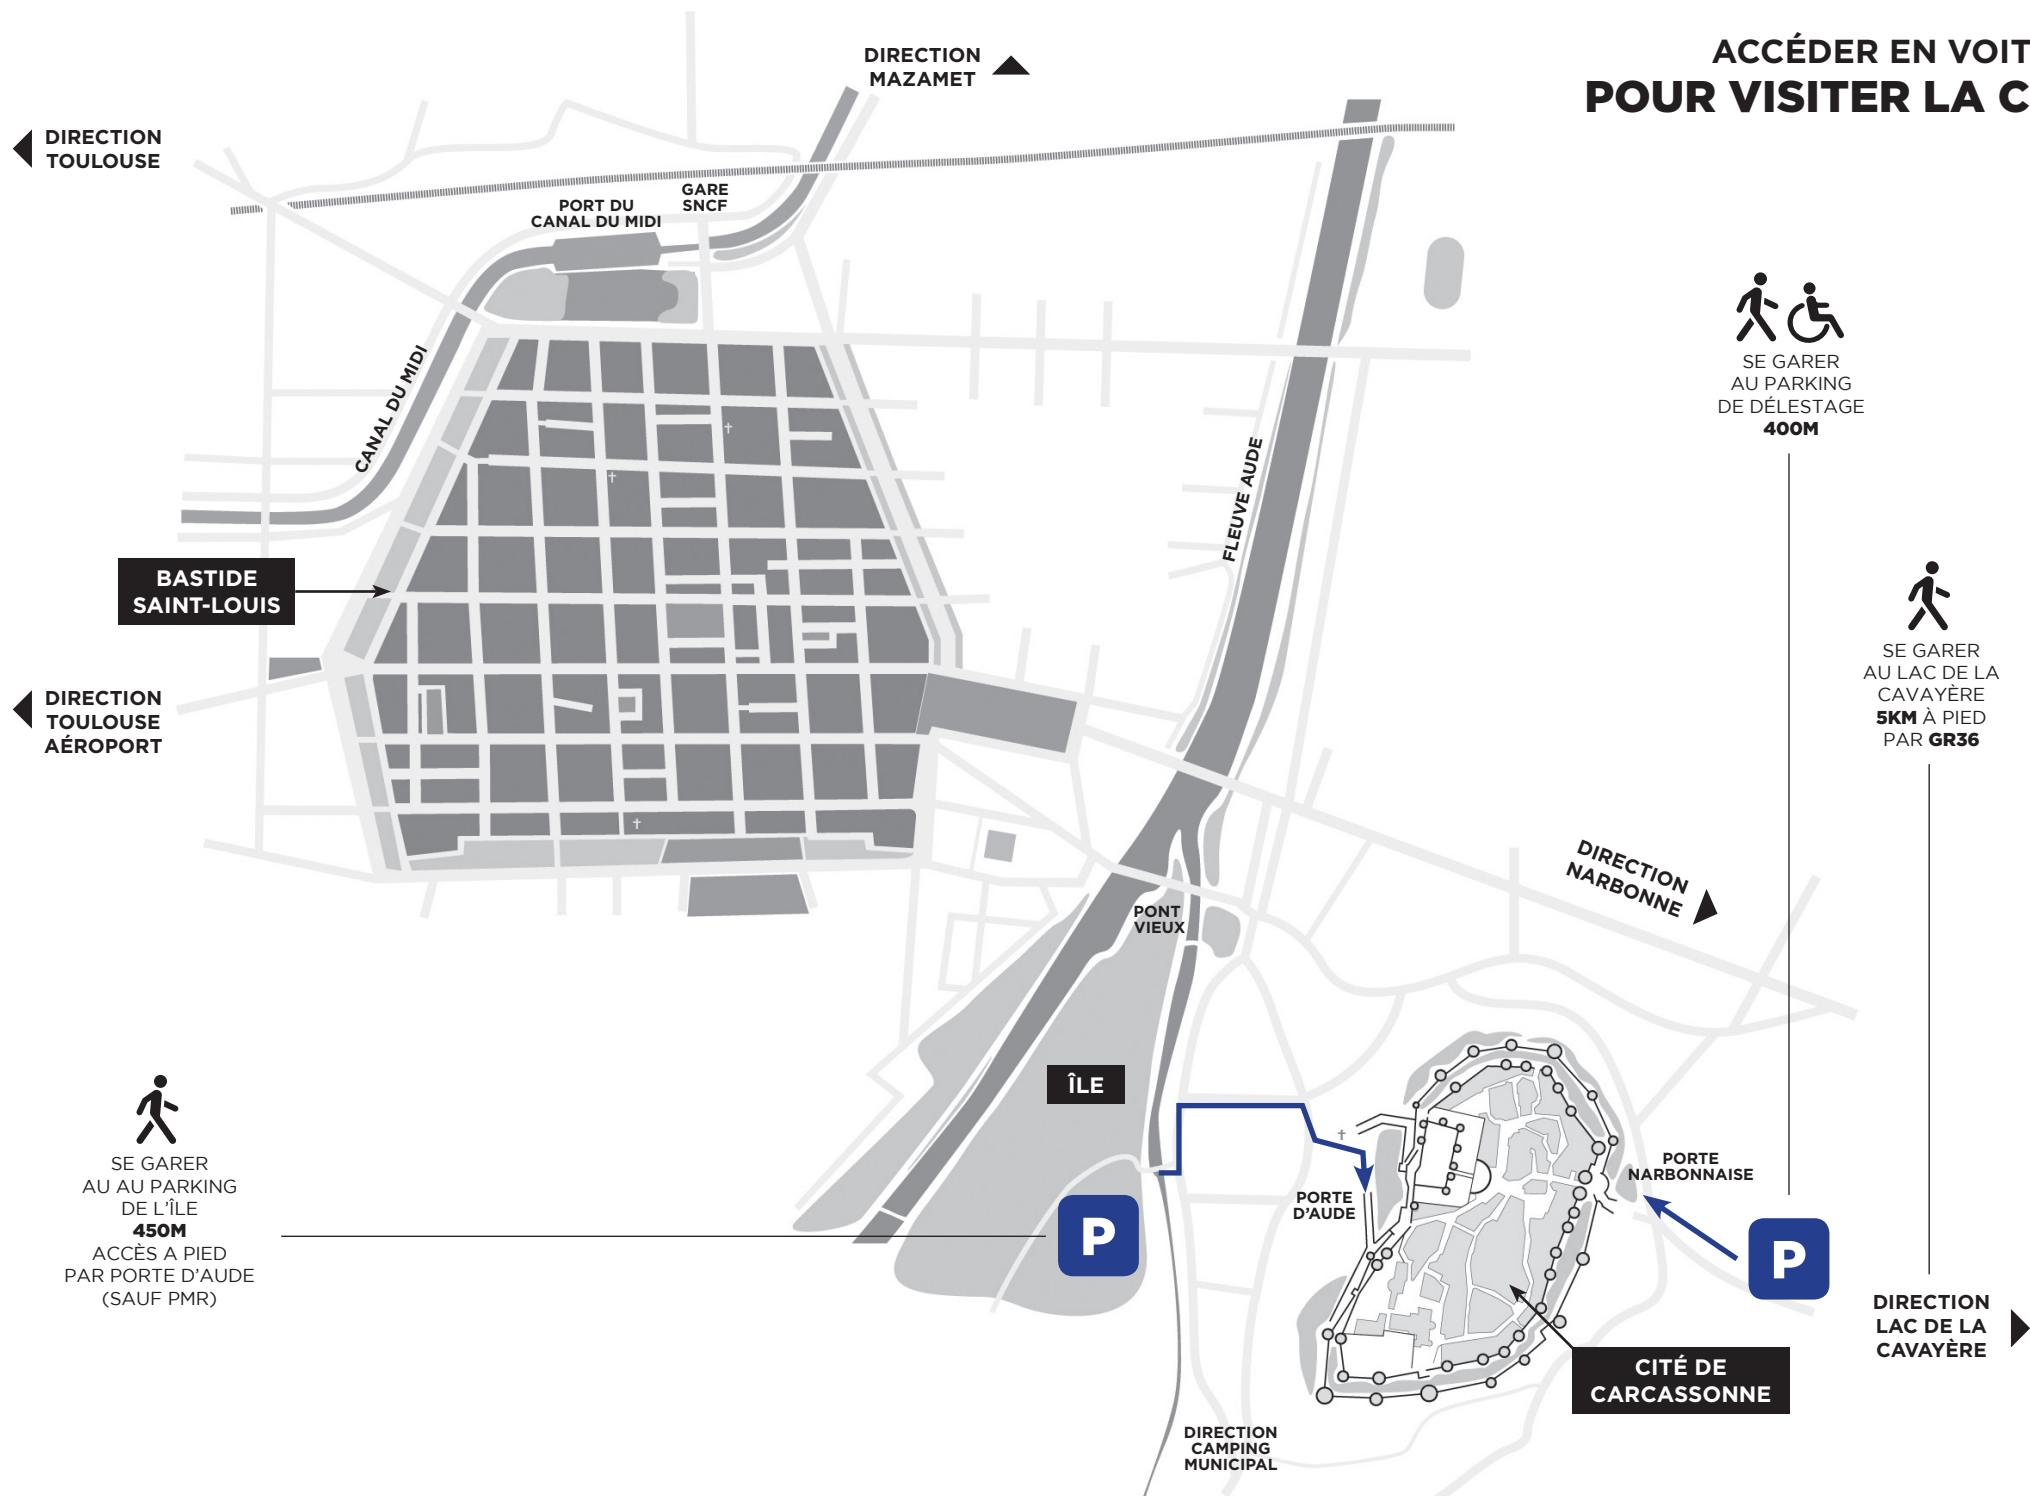 ACCÉDER EN VOIT
POUR VISITER LA C
DIRECTION
MAZAMET
DIRECTION
TOULOUSE
GARE
SNCF
PORT DU
CANAL DU MIDI
CANAL DU MIDI
FLEUVE AUDE
SE GARER
AU PARKING
DE DÉLESTAGE
400M
BASTIDE
SAINT-LOUIS
SE GARER
AU LAC DE LA
CAVAYÈRE
5KM À PIED
PAR GR36
DIRECTION
TOULOUSE
AÉROPORT
DIRECTION
NARBONNE
PONT
VIEUX
ÎLE
SE GARER
AU AU PARKING
DE L'ÎLE
450M
ACCÈS A PIED
PAR PORTE D'AUDE
(SAUF PMR)
P
PORTE
D'AUDE
PORTE
NARBONNAISE
P
DIRECTION
LAC DE LA
CAVAYÈRE
CITÉ DE
CARCASSONNE
DIRECTION
CAMPING
MUNICIPAL